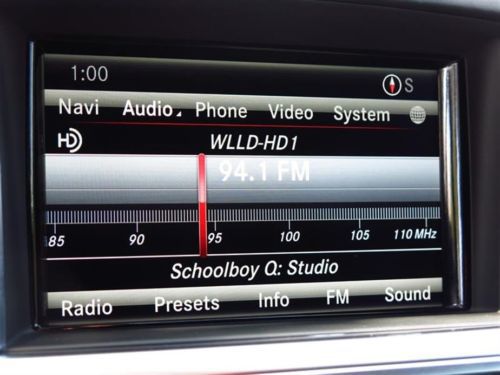 1:00 S
Navi Audio Phone Video System
HD WLLD-HD1
94.1 FM
85 90 95 100 105 110 MHz
Schoolboy Q: Studio
Radio Presets Info FM Sound